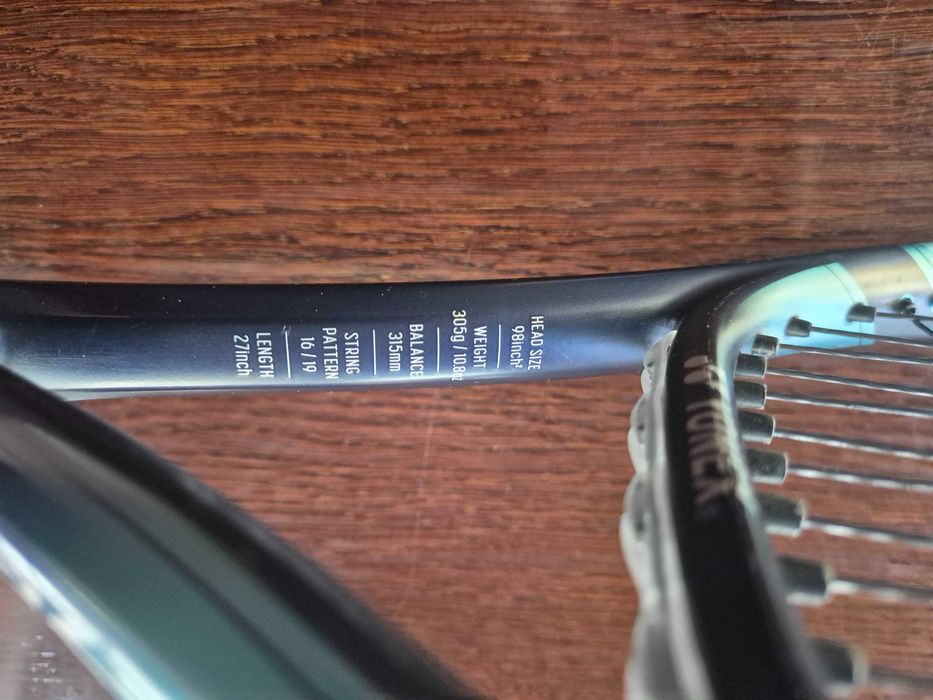 HEAD SIZE
98inch²
WEIGHT
305g / 10.8oz
BALANCE
315mm
STRING
PATTERN
16 / 19
LENGTH
27inch
YONEX